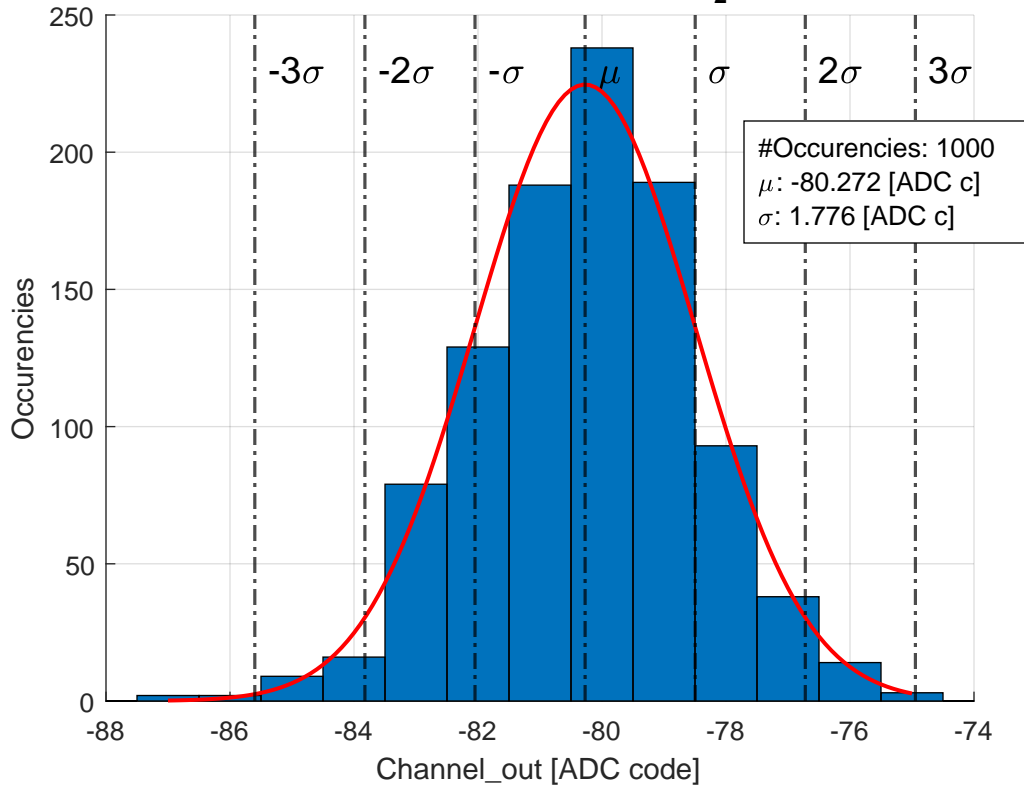 2
250
200
150
100
50
0
-3σ
-2σ
-σ
μ
σ
2σ
3σ
#Occurencies: 1000
μ: -80.272 [ADC c]
σ: 1.776 [ADC c]
Occurencies
-88
-86
-84
-82
-80
-78
-76
-74
Channel_out [ADC code]